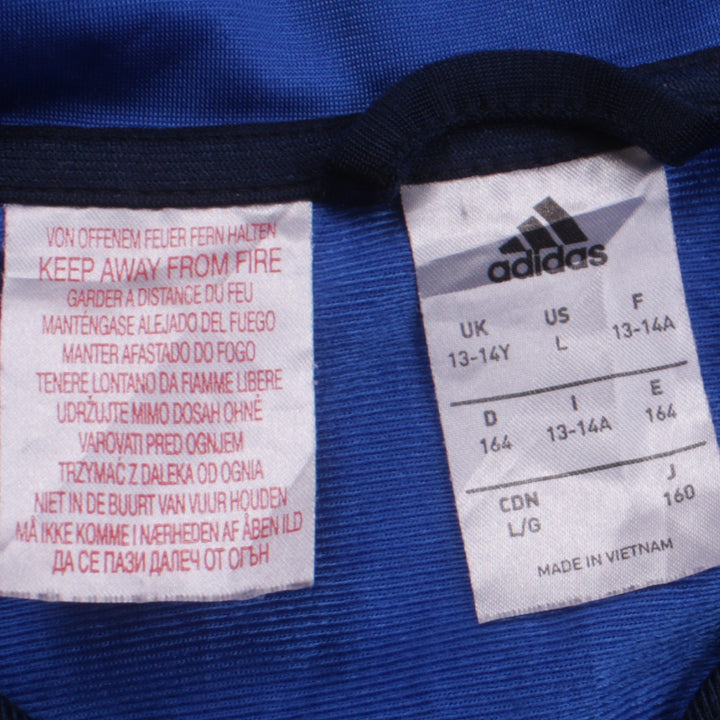 VON OFFENEM FEUER FERN HALTEN
KEEP AWAY FROM FIRE
GARDER A DISTANCE DU FEU
MANTÉNGASE ALEJADO DEL FUEGO
MANTER AFASTADO DO FOGO
TENERE LONTANO DA FIAMME LIBERE
UDRŽUJTE MIMO DOSAH OHNĚ
VAROVATI PRED OGNJEM
TRZYMAĆ Z DALEKA OD OGNIA
NIET IN DE BUURT VAN VUUR HOUDEN
MÅ IKKE KOMME I NÆRHEDEN AF ÅBEN ILD
ДА СЕ ПАЗИ ДАЛЕЧ ОТ ОГЪН
adidas
UK US F
13-14Y L 13-14A
D I E
164 13-14A 164
CDN J
L/G 160
MADE IN VIETNAM